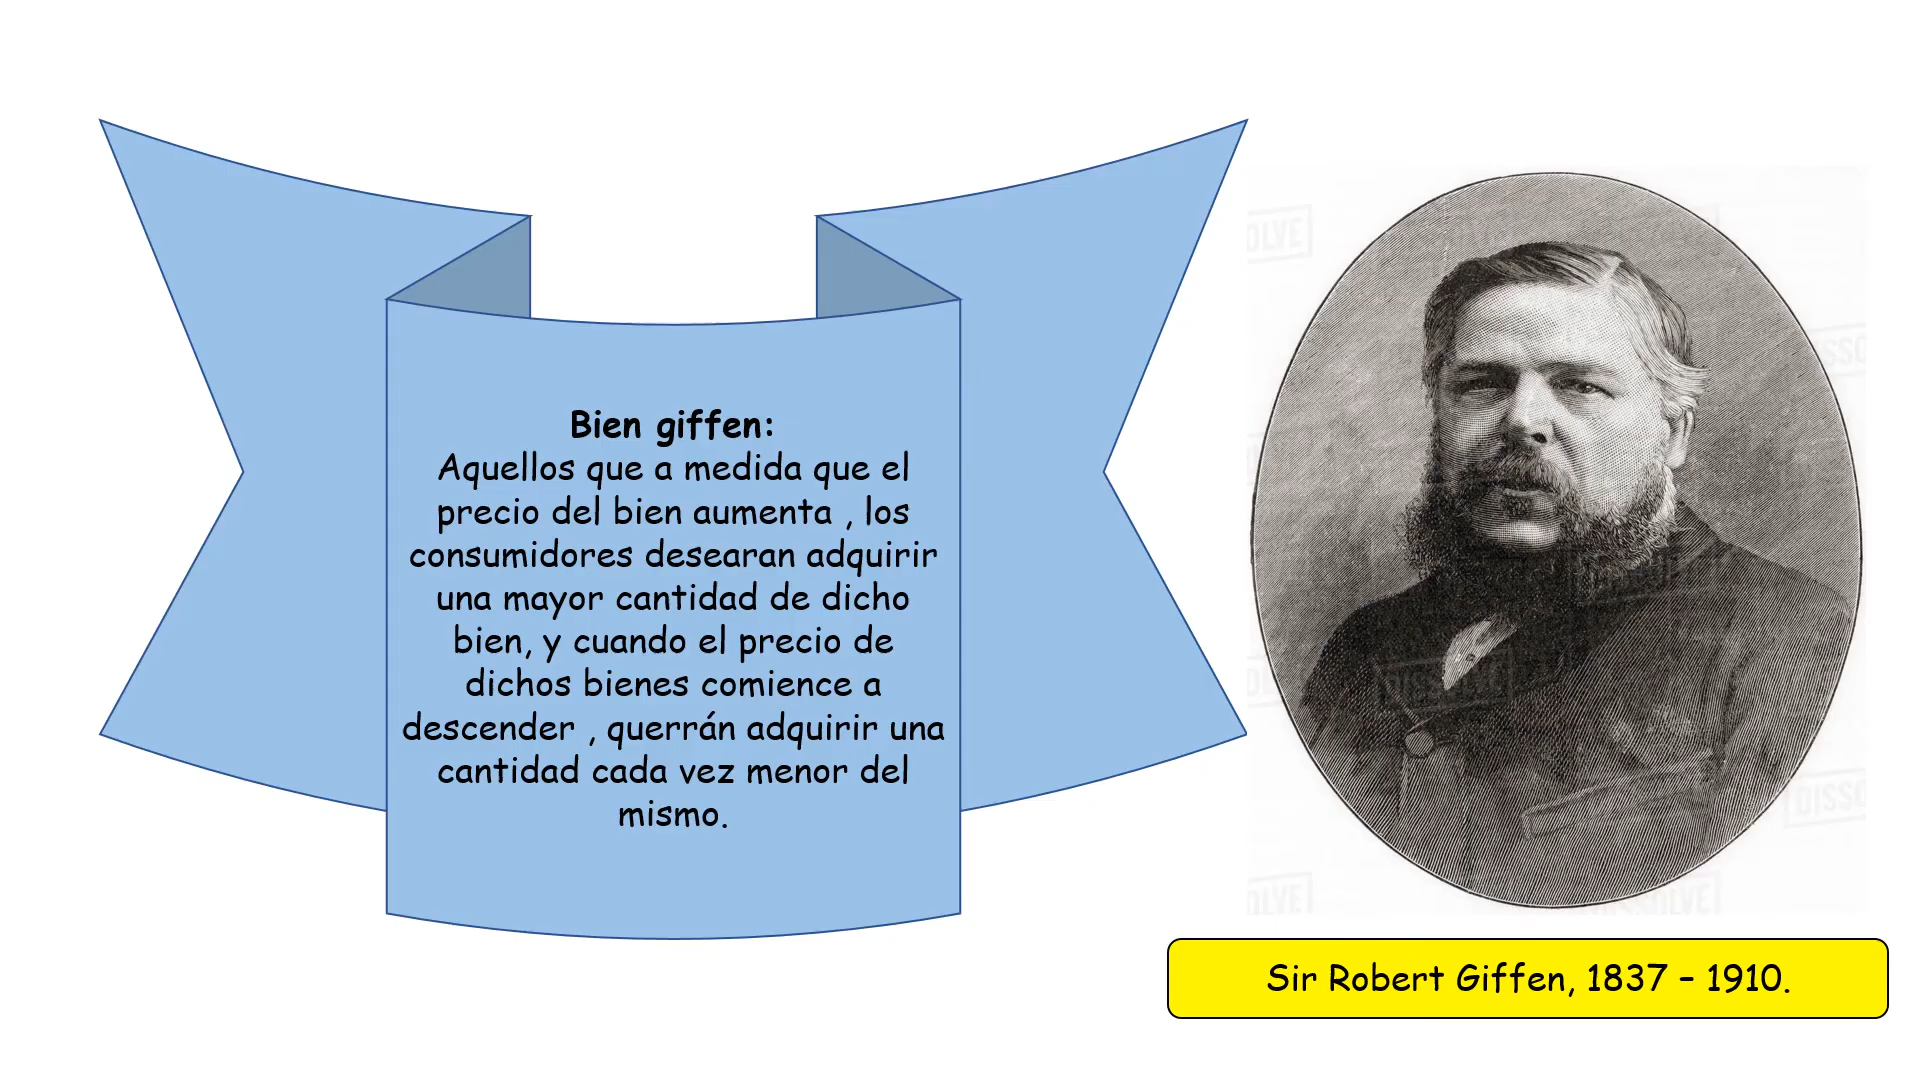 Bien giffen:
Aquellos que a medida que el
precio del bien aumenta , los
consumidores desearan adquirir
una mayor cantidad de dicho
bien, y cuando el precio de
dichos bienes comience a
descender , querrán adquirir una
cantidad cada vez menor del
mismo.
DISSOLVE
Sir Robert Giffen, 1837 – 1910.